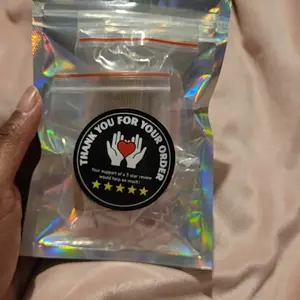 THANK YOU FOR YOUR ORDER
Your support of a 5 star review
would help so much!